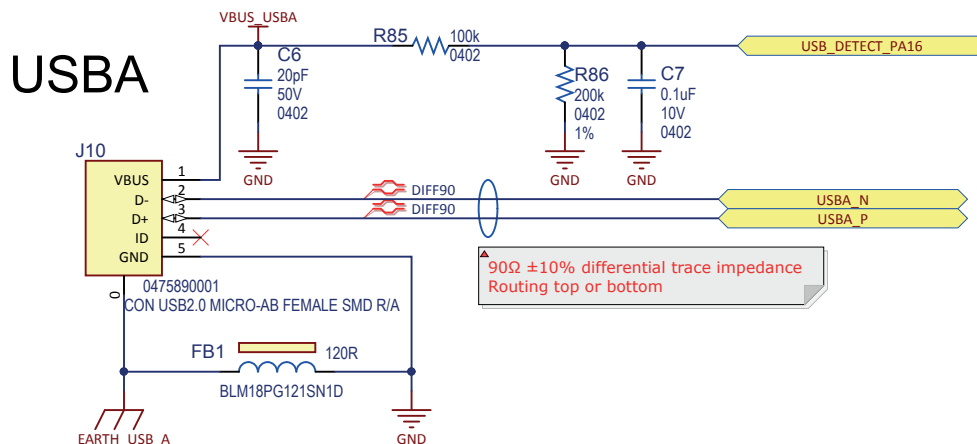 VBUS_USBA
USBA
R85
100k
0402
USB_DETECT_PA16
C6
20pF
50V
0402
R86
200k
0402
1%
C7
0.1uF
10V
0402
GND
GND
GND
J10
VBUS
1
D-
2
D+
3
ID
4
GND
5
0
DIFF90
DIFF90
USBA_N
USBA_P
90Ω ±10% differential trace impedance
Routing top or bottom
0475890001
CON USB2.0 MICRO-AB FEMALE SMD R/A
FB1
120R
BLM18PG121SN1D
EARTH_USB_A
GND